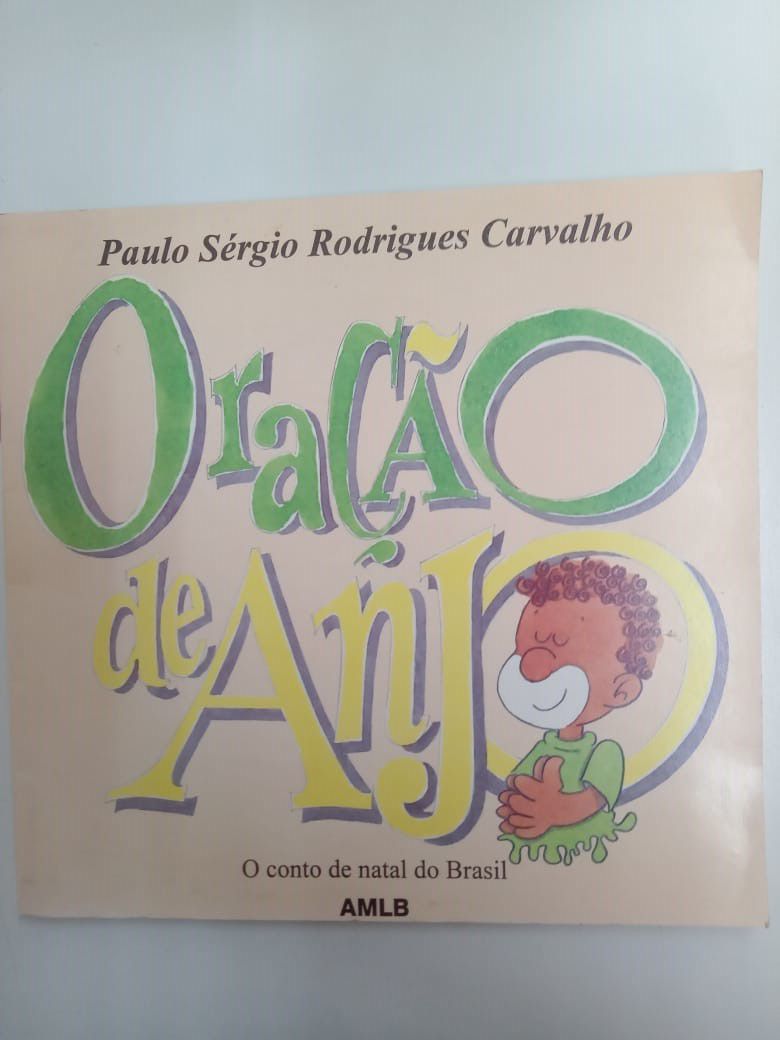 Paulo Sérgio Rodrigues Carvalho
OraÇÃO
de AnJO
O conto de natal do Brasil
AMLB